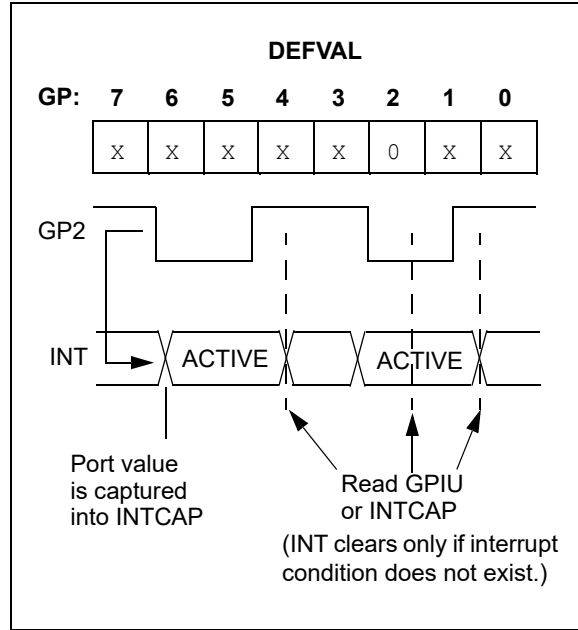 DEFVAL
GP: 7 6 5 4 3 2 1 0
X X X X X 0 X X
GP2
INT ACTIVE ACTIVE
Port value
is captured
into INTCAP
Read GPIU
or INTCAP
(INT clears only if interrupt
condition does not exist.)